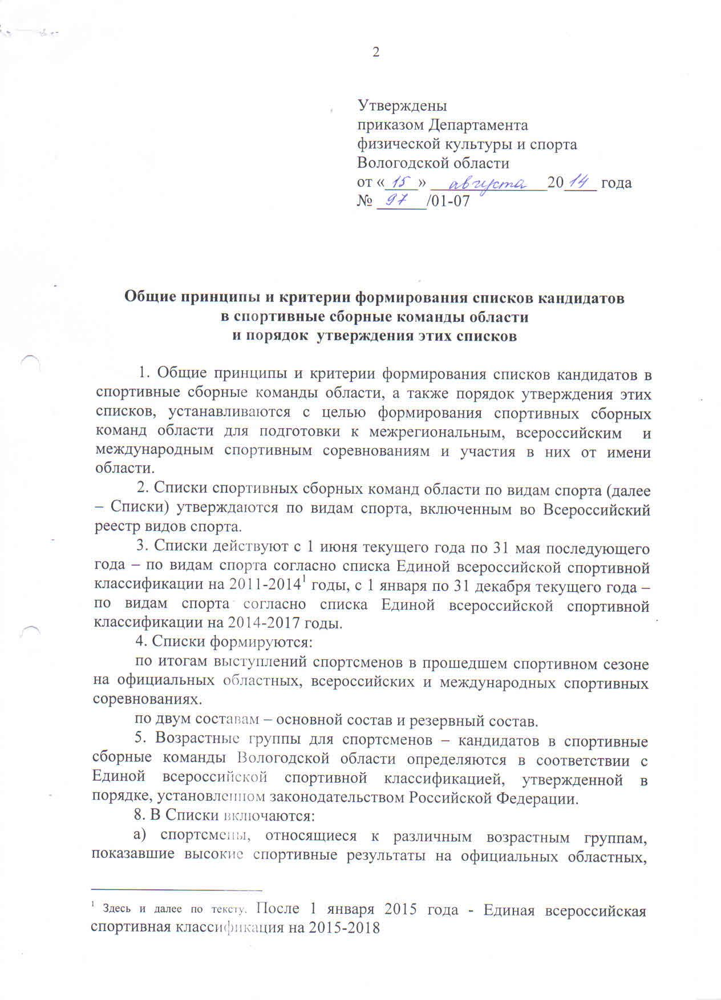 2
Утверждены
приказом Департамента
физической культуры и спорта
Вологодской области
от «15» августа 2014 года
№ 97/01-07
Общие принципы и критерии формирования списков кандидатов
в спортивные сборные команды области
и порядок утверждения этих списков
1. Общие принципы и критерии формирования списков кандидатов в
спортивные сборные команды области, а также порядок утверждения этих
списков, устанавливаются с целью формирования спортивных сборных
команд области для подготовки к межрегиональным, всероссийским и
международным спортивным соревнованиям и участия в них от имени
области.
2. Списки спортивных сборных команд области по видам спорта (далее
– Списки) утверждаются по видам спорта, включенным во Всероссийский
реестр видов спорта.
3. Списки действуют с 1 июня текущего года по 31 мая последующего
года – по видам спорта согласно списка Единой всероссийской спортивной
классификации на 2011-2014¹ годы, с 1 января по 31 декабря текущего года –
по видам спорта согласно списка Единой всероссийской спортивной
классификации на 2014-2017 годы.
4. Списки формируются:
по итогам выступлений спортсменов в прошедшем спортивном сезоне
на официальных областных, всероссийских и международных спортивных
соревнованиях.
по двум составам – основной состав и резервный состав.
5. Возрастные группы для спортсменов – кандидатов в спортивные
сборные команды Вологодской области определяются в соответствии с
Единой всероссийской спортивной классификацией, утвержденной в
порядке, установленном законодательством Российской Федерации.
8. В Списки включаются:
а) спортсмены, относящиеся к различным возрастным группам,
показавшие высокие спортивные результаты на официальных областных,
¹ Здесь и далее по тексту. После 1 января 2015 года - Единая всероссийская
спортивная классификация на 2015-2018